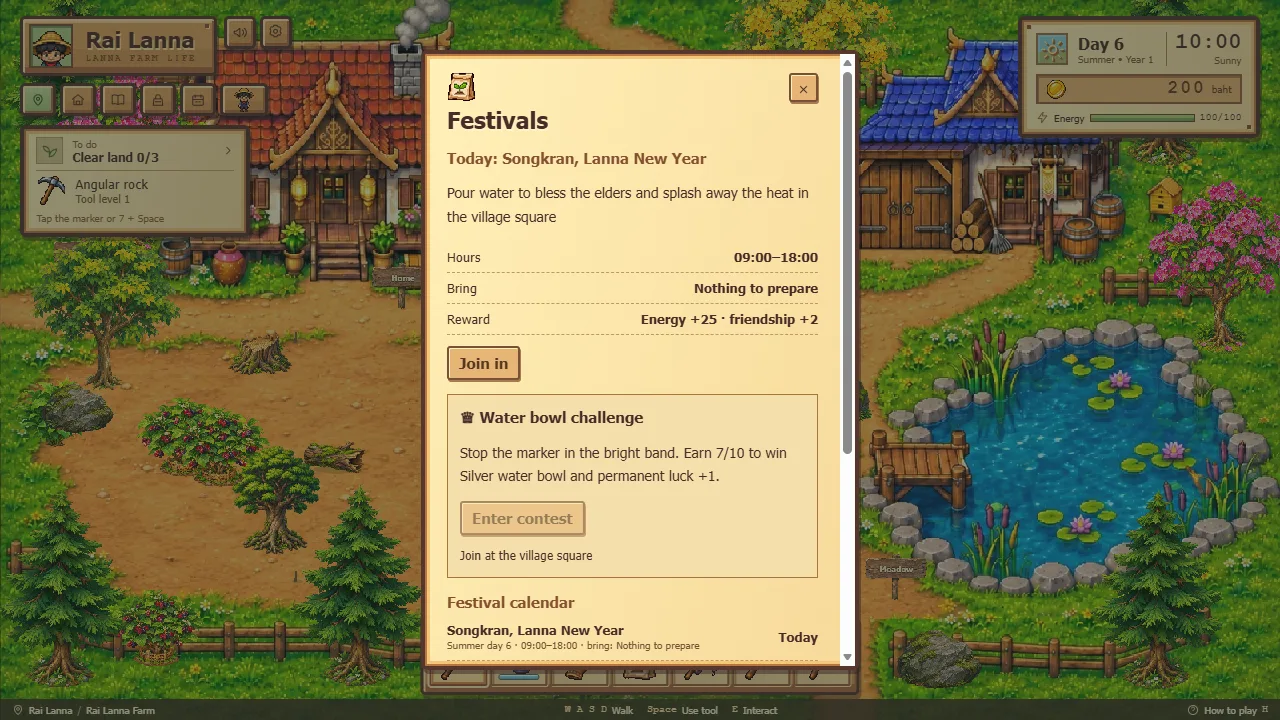 Rai Lanna
LANNA FARM LIFE
To do
Clear land 0/3
Angular rock
Tool level 1
Tap the marker or 7 + Space
Home
Festivals
×
Today: Songkran, Lanna New Year
Pour water to bless the elders and splash away the heat in
the village square
Hours 09:00–18:00
Bring Nothing to prepare
Reward Energy +25 · friendship +2
Join in
♛ Water bowl challenge
Stop the marker in the bright band. Earn 7/10 to win
Silver water bowl and permanent luck +1.
Enter contest
Join at the village square
Festival calendar
Songkran, Lanna New Year
Summer day 6 · 09:00–18:00 · bring: Nothing to prepare
Today
Day 6
Summer • Year 1
10:00
Sunny
200 baht
Energy 100/100
Meadow
Rai Lanna / Rai Lanna Farm
W A S D Walk Space Use tool E Interact
How to play H